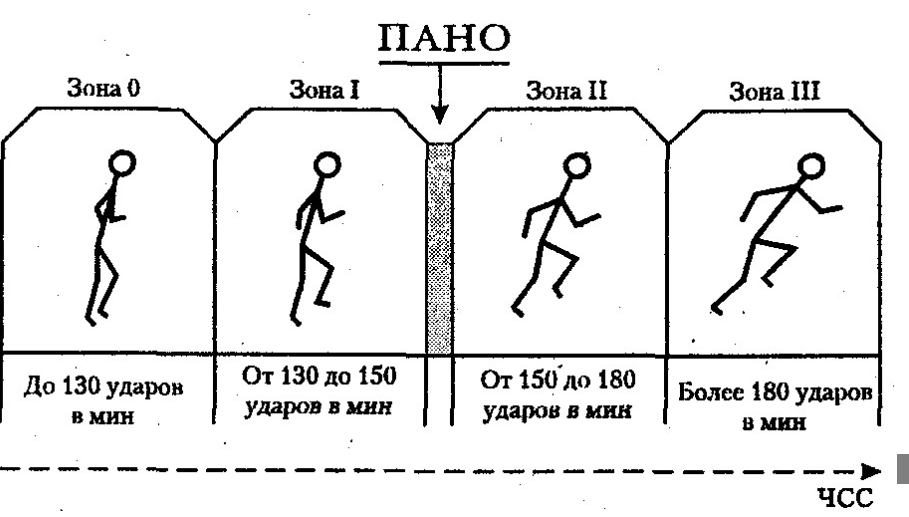 ПАНО
Зона 0
Зона I
Зона II
Зона III
До 130 ударов
в мин
От 130 до 150
ударов в мин
От 150 до 180
ударов в мин
Более 180 ударов
в мин
ЧСС